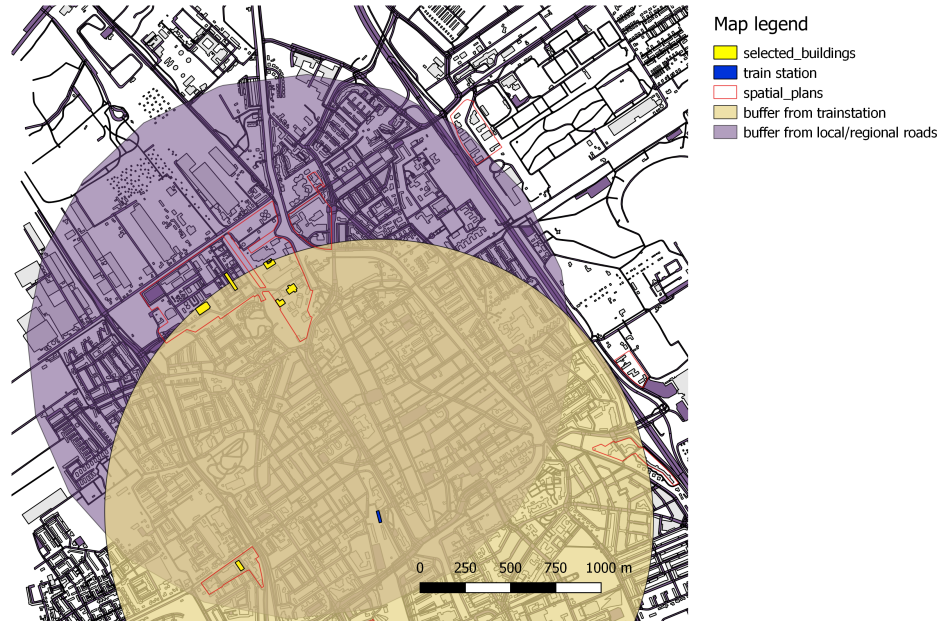 Map legend
selected_buildings
train station
spatial_plans
buffer from trainstation
buffer from local/regional roads
0 250 500 750 1000 m